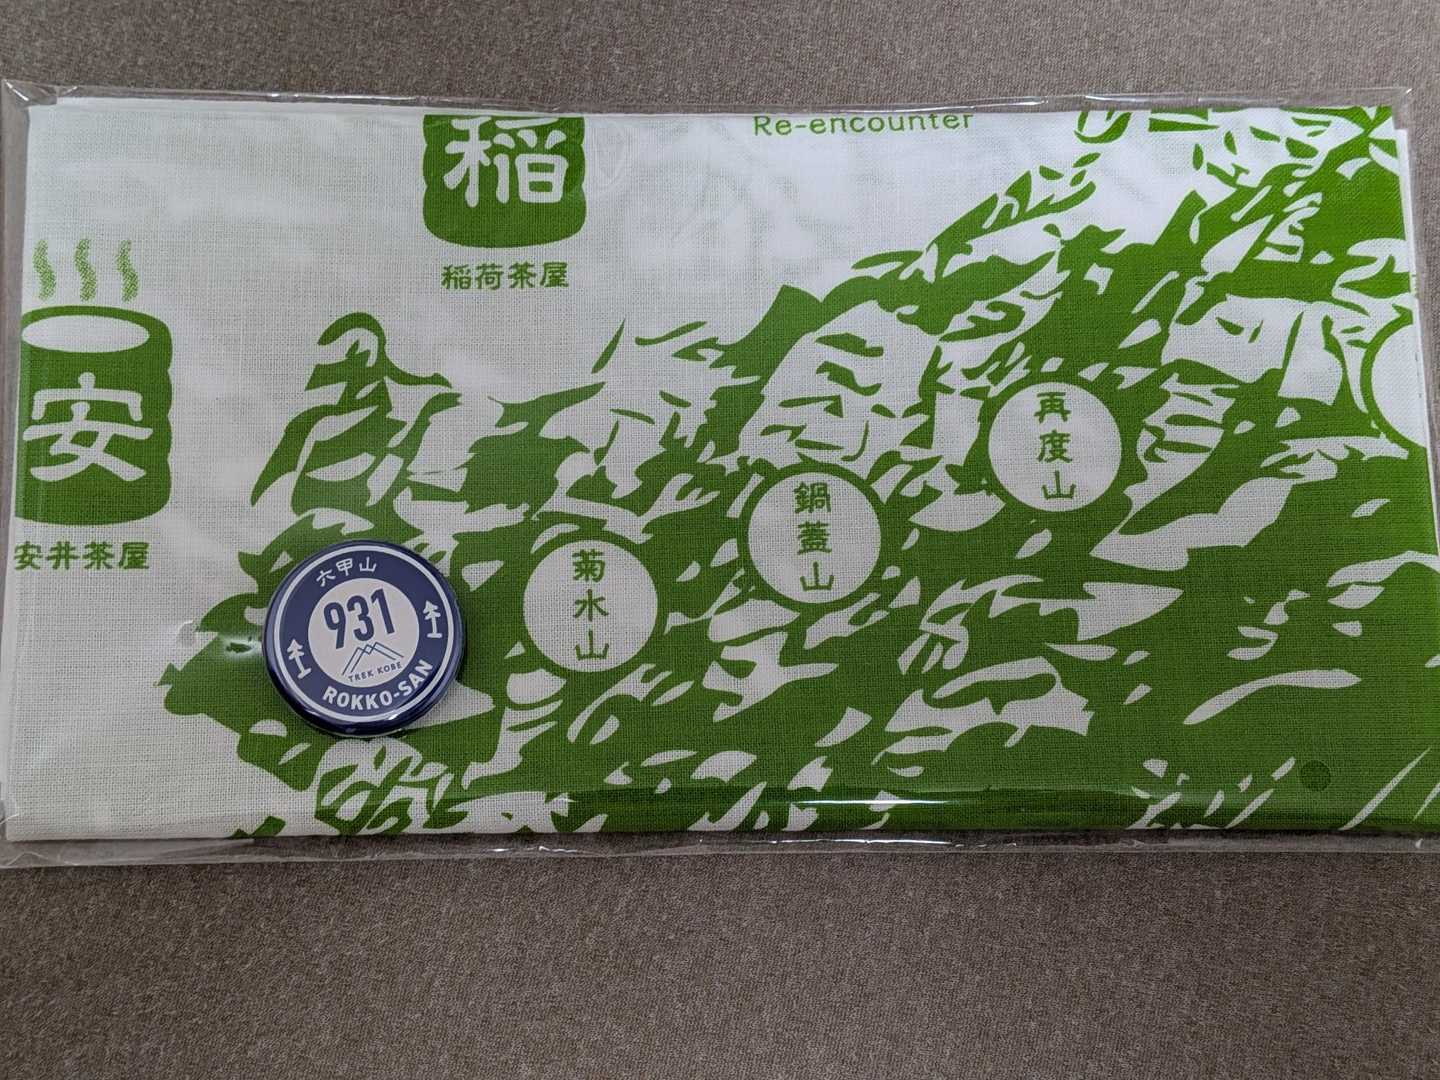 Re-encounter
稲
稲荷茶屋
安
安井茶屋
再度山
鍋蓋山
菊水山
六甲山
931
TREK KOBE
ROKKO-SAN